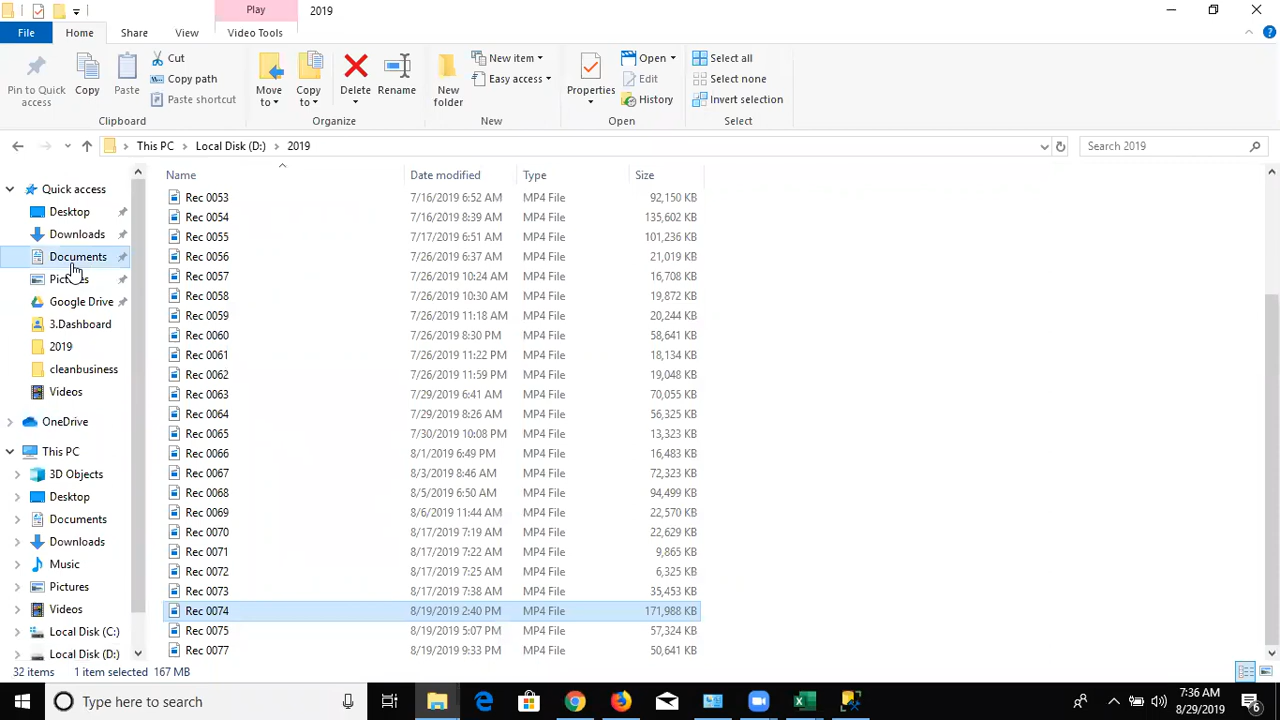 Play
2019
File
Home
Share
View
Video Tools
Pin to Quick access
Copy
Paste
Cut
Copy path
Paste shortcut
Clipboard
Move to
Copy to
Delete
Rename
Organize
New folder
New item
Easy access
New
Properties
Open
Edit
History
Open
Select all
Select none
Invert selection
Select
This PC > Local Disk (D:) > 2019
Search 2019
Quick access
Desktop
Downloads
Documents
Google Drive
3.Dashboard
2019
cleanbusiness
Videos
OneDrive
This PC
3D Objects
Desktop
Documents
Downloads
Music
Pictures
Videos
Local Disk (C:)
Local Disk (D:)
Name Date modified Type Size
Rec 0053 7/16/2019 6:52 AM MP4 File 92,150 KB
Rec 0054 7/16/2019 8:39 AM MP4 File 135,602 KB
Rec 0055 7/17/2019 6:51 AM MP4 File 101,236 KB
Rec 0056 7/26/2019 6:37 AM MP4 File 21,019 KB
Rec 0057 7/26/2019 10:24 AM MP4 File 16,708 KB
Rec 0058 7/26/2019 10:30 AM MP4 File 19,872 KB
Rec 0059 7/26/2019 11:18 AM MP4 File 20,244 KB
Rec 0060 7/26/2019 8:30 PM MP4 File 58,641 KB
Rec 0061 7/26/2019 11:22 PM MP4 File 18,134 KB
Rec 0062 7/26/2019 11:59 PM MP4 File 19,048 KB
Rec 0063 7/29/2019 6:41 AM MP4 File 70,055 KB
Rec 0064 7/29/2019 8:26 AM MP4 File 56,325 KB
Rec 0065 7/30/2019 10:08 PM MP4 File 13,323 KB
Rec 0066 8/1/2019 6:49 PM MP4 File 16,483 KB
Rec 0067 8/3/2019 8:46 AM MP4 File 72,323 KB
Rec 0068 8/5/2019 6:50 AM MP4 File 94,499 KB
Rec 0069 8/6/2019 11:44 AM MP4 File 22,570 KB
Rec 0070 8/17/2019 7:19 AM MP4 File 22,629 KB
Rec 0071 8/17/2019 7:22 AM MP4 File 9,865 KB
Rec 0072 8/17/2019 7:25 AM MP4 File 6,325 KB
Rec 0073 8/17/2019 7:38 AM MP4 File 35,453 KB
Rec 0074 8/19/2019 2:40 PM MP4 File 171,988 KB
Rec 0075 8/19/2019 5:07 PM MP4 File 57,324 KB
Rec 0077 8/19/2019 9:33 PM MP4 File 50,641 KB
32 items 1 item selected 167 MB
Type here to search
7:36 AM
8/29/2019
6